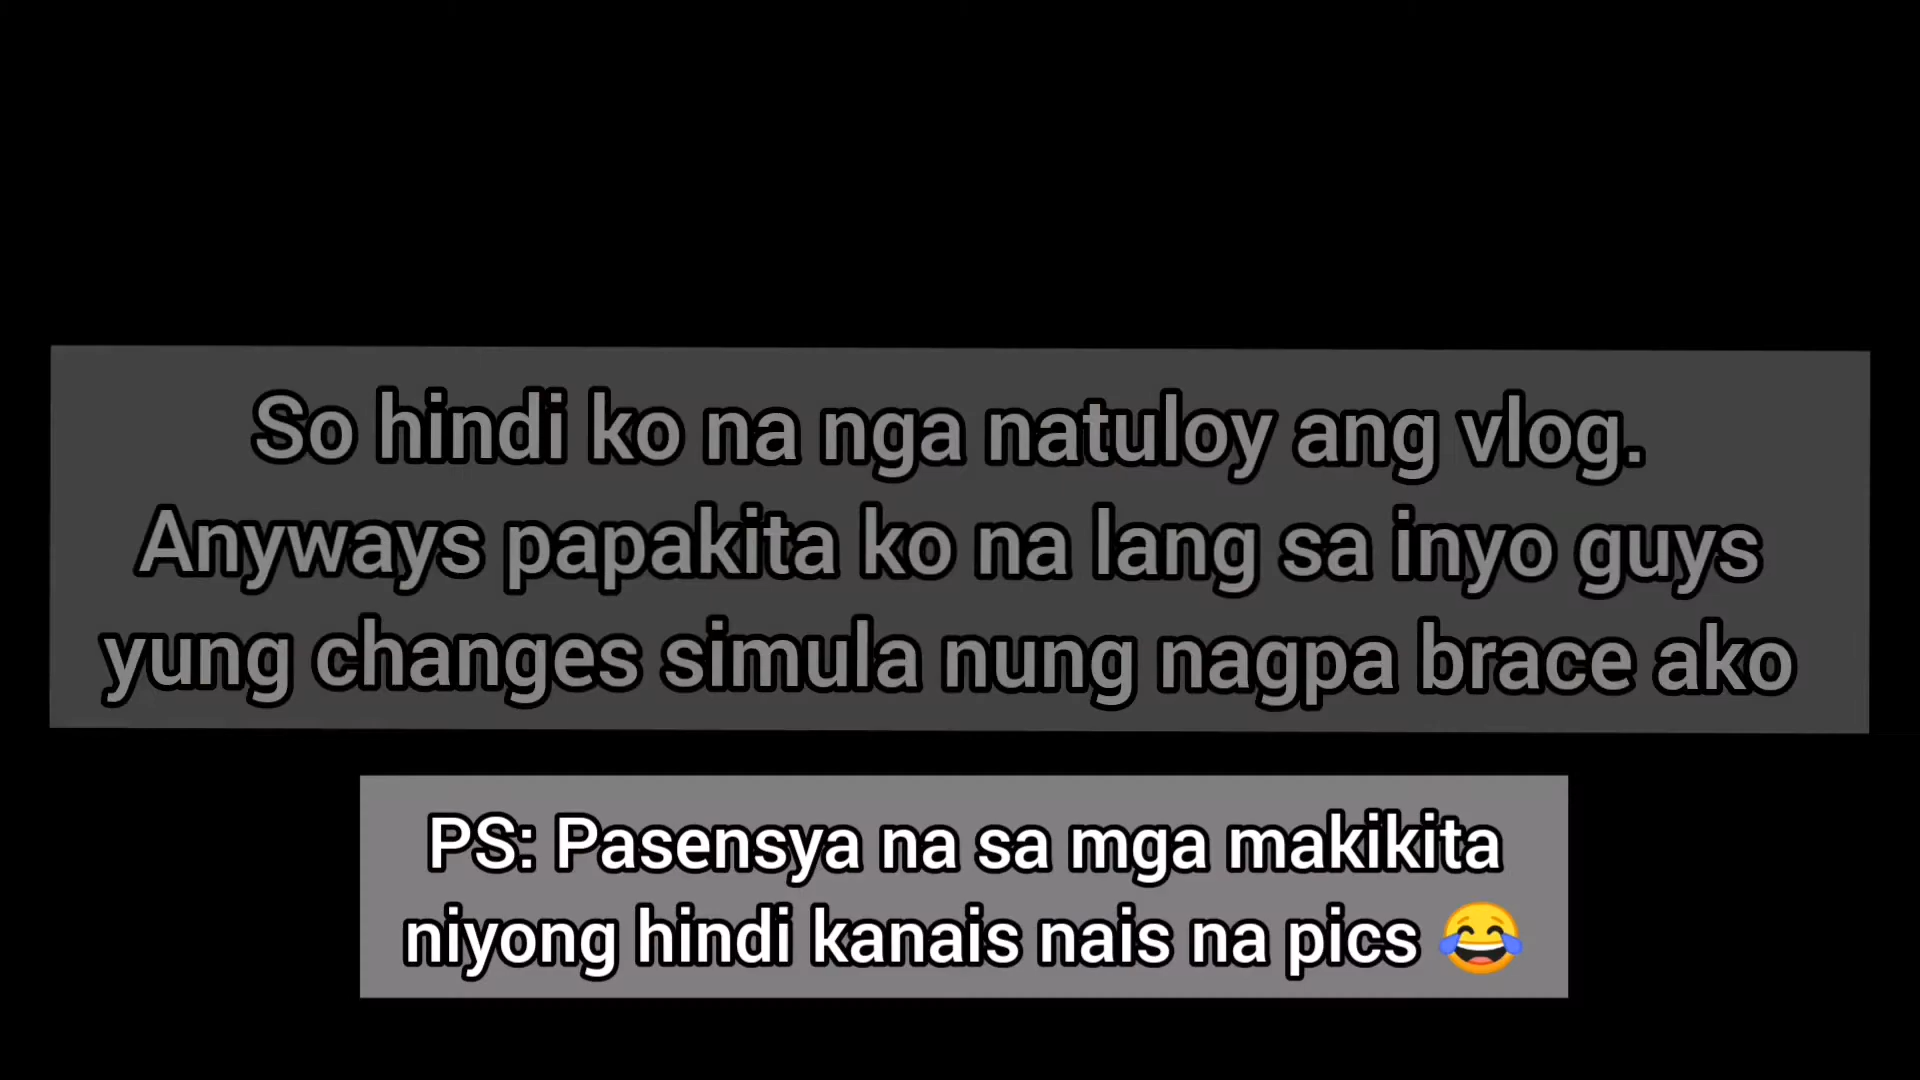 So hindi ko na nga natuloy ang vlog.
Anyways papakita ko na lang sa inyo guys
yung changes simula nung nagpa brace ako
PS: Pasensya na sa mga makikita
niyong hindi kanais nais na pics 😂